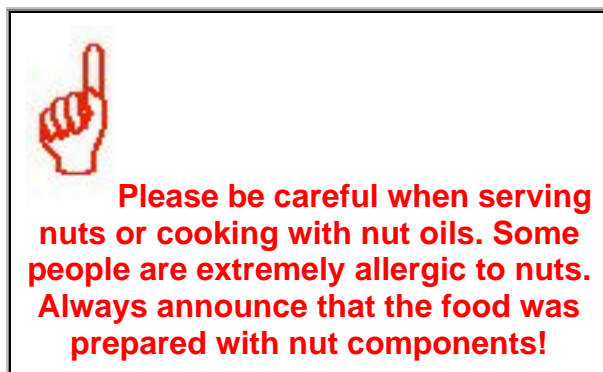 Please be careful when serving
nuts or cooking with nut oils. Some
people are extremely allergic to nuts.
Always announce that the food was
prepared with nut components!